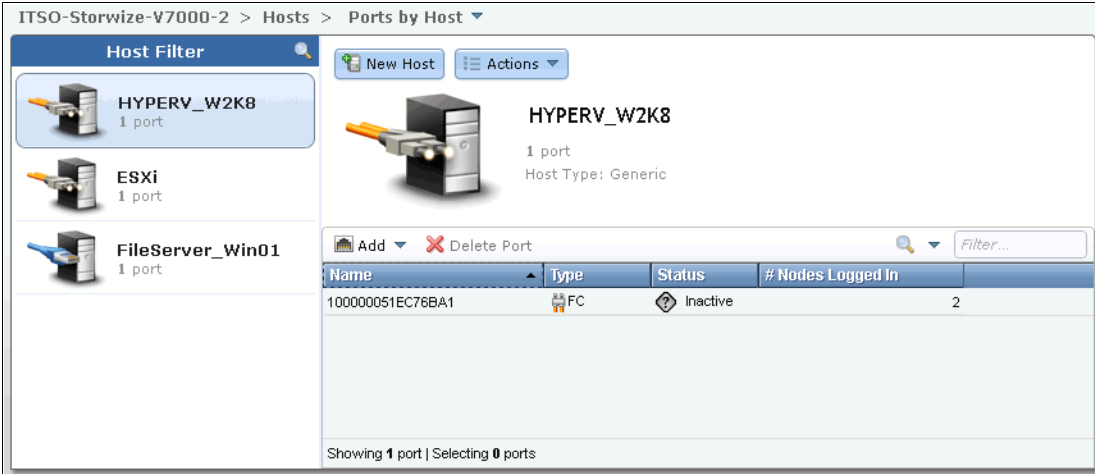 ITSO-Storwize-V7000-2 > Hosts > Ports by Host
Host Filter
HYPERV_W2K8
1 port
ESXi
1 port
FileServer_Win01
1 port
New Host
Actions
HYPERV_W2K8
1 port
Host Type: Generic
Add
Delete Port
Filter...
Name Type Status # Nodes Logged In
100000051EC76BA1 FC Inactive 2
Showing 1 port | Selecting 0 ports